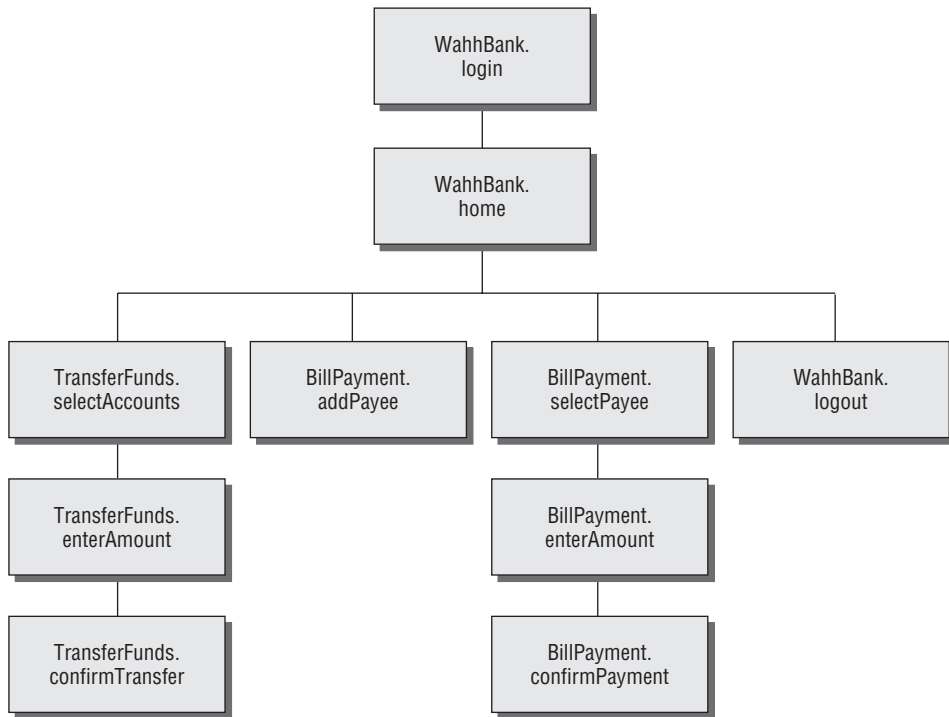 WahhBank.
login
WahhBank.
home
TransferFunds.
selectAccounts
BillPayment.
addPayee
BillPayment.
selectPayee
WahhBank.
logout
TransferFunds.
enterAmount
BillPayment.
enterAmount
TransferFunds.
confirmTransfer
BillPayment.
confirmPayment